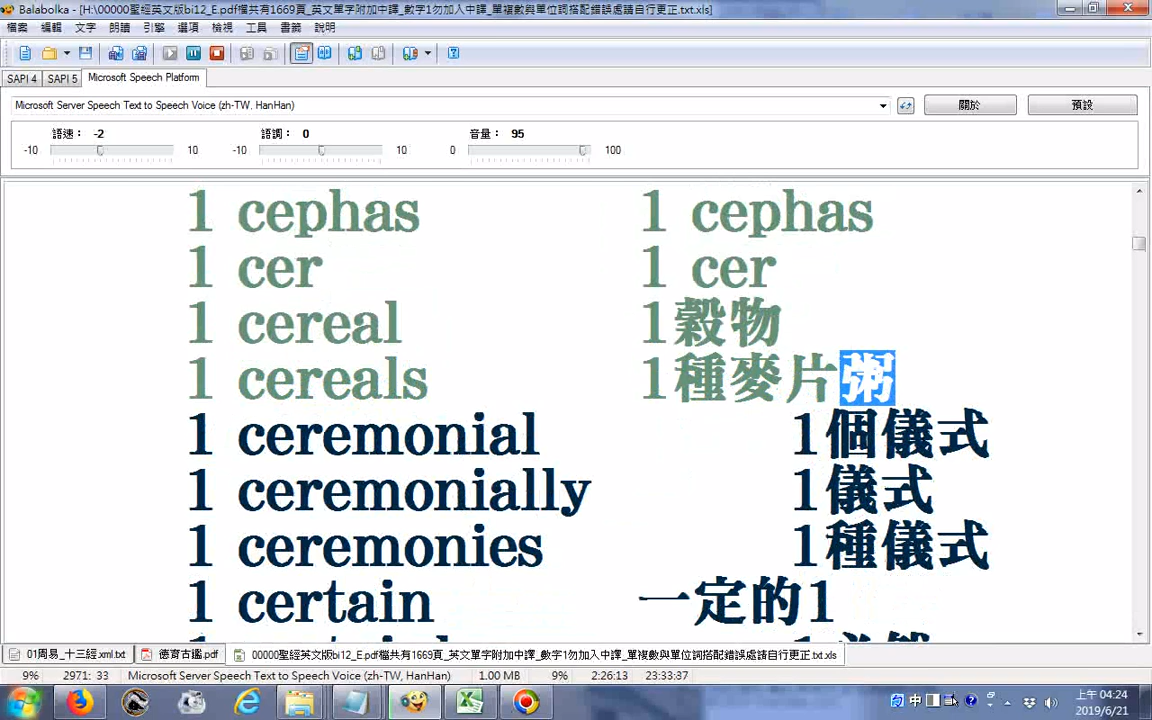 Balabolka - [H:\00000聖經英文版bi12_E.pdf檔共有1669頁_英文單字附加中譯_數字1勿加入中譯_單複數與單位詞搭配錯誤處請自行更正.txt.xls]
檔案 編輯 文字 朗讀 引擎 選項 檢視 工具 書籤 說明
SAPI 4 SAPI 5 Microsoft Speech Platform
Microsoft Server Speech Text to Speech Voice (zh-TW, HanHan) 關於 預設
語速： -2 語調： 0 音量： 95
-10 10 -10 10 0 100
1 cephas 1 cephas
1 cer 1 cer
1 cereal 1穀物
1 cereals 1種麥片粥
1 ceremonial 1個儀式
1 ceremonially 1儀式
1 ceremonies 1種儀式
1 certain 一定的1
01周易_十三經.xml.txt 德育古鑑.pdf 00000聖經英文版bi12_E.pdf檔共有1669頁_英文單字附加中譯_數字1勿加入中譯_單複數與單位詞搭配錯誤處請自行更正.txt.xls
9% 2971: 33 Microsoft Server Speech Text to Speech Voice (zh-TW, HanHan) 1.00 MB 9% 2:26:13 23:33:37
中 上午 04:24
2019/6/21